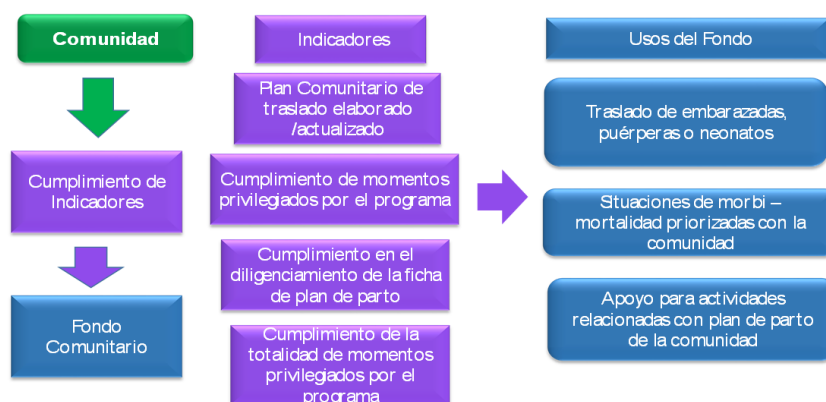 Comunidad
Cumplimiento de
Indicadores
Fondo
Comunitario
Indicadores
Plan Comunitario de
traslado elaborado
/actualizado
Cumplimiento de momentos
privilegiados por el programa
Cumplimiento en el
diligenciamiento de la ficha
de plan de parto
Cumplimiento de la
totalidad de momentos
privilegiados por el
programa
Usos del Fondo
Traslado de embarazadas,
puérperas o neonatos
Situaciones de morbi –
mortalidad priorizadas con la
comunidad
Apoyo para actividades
relacionadas con plan de parto
de la comunidad